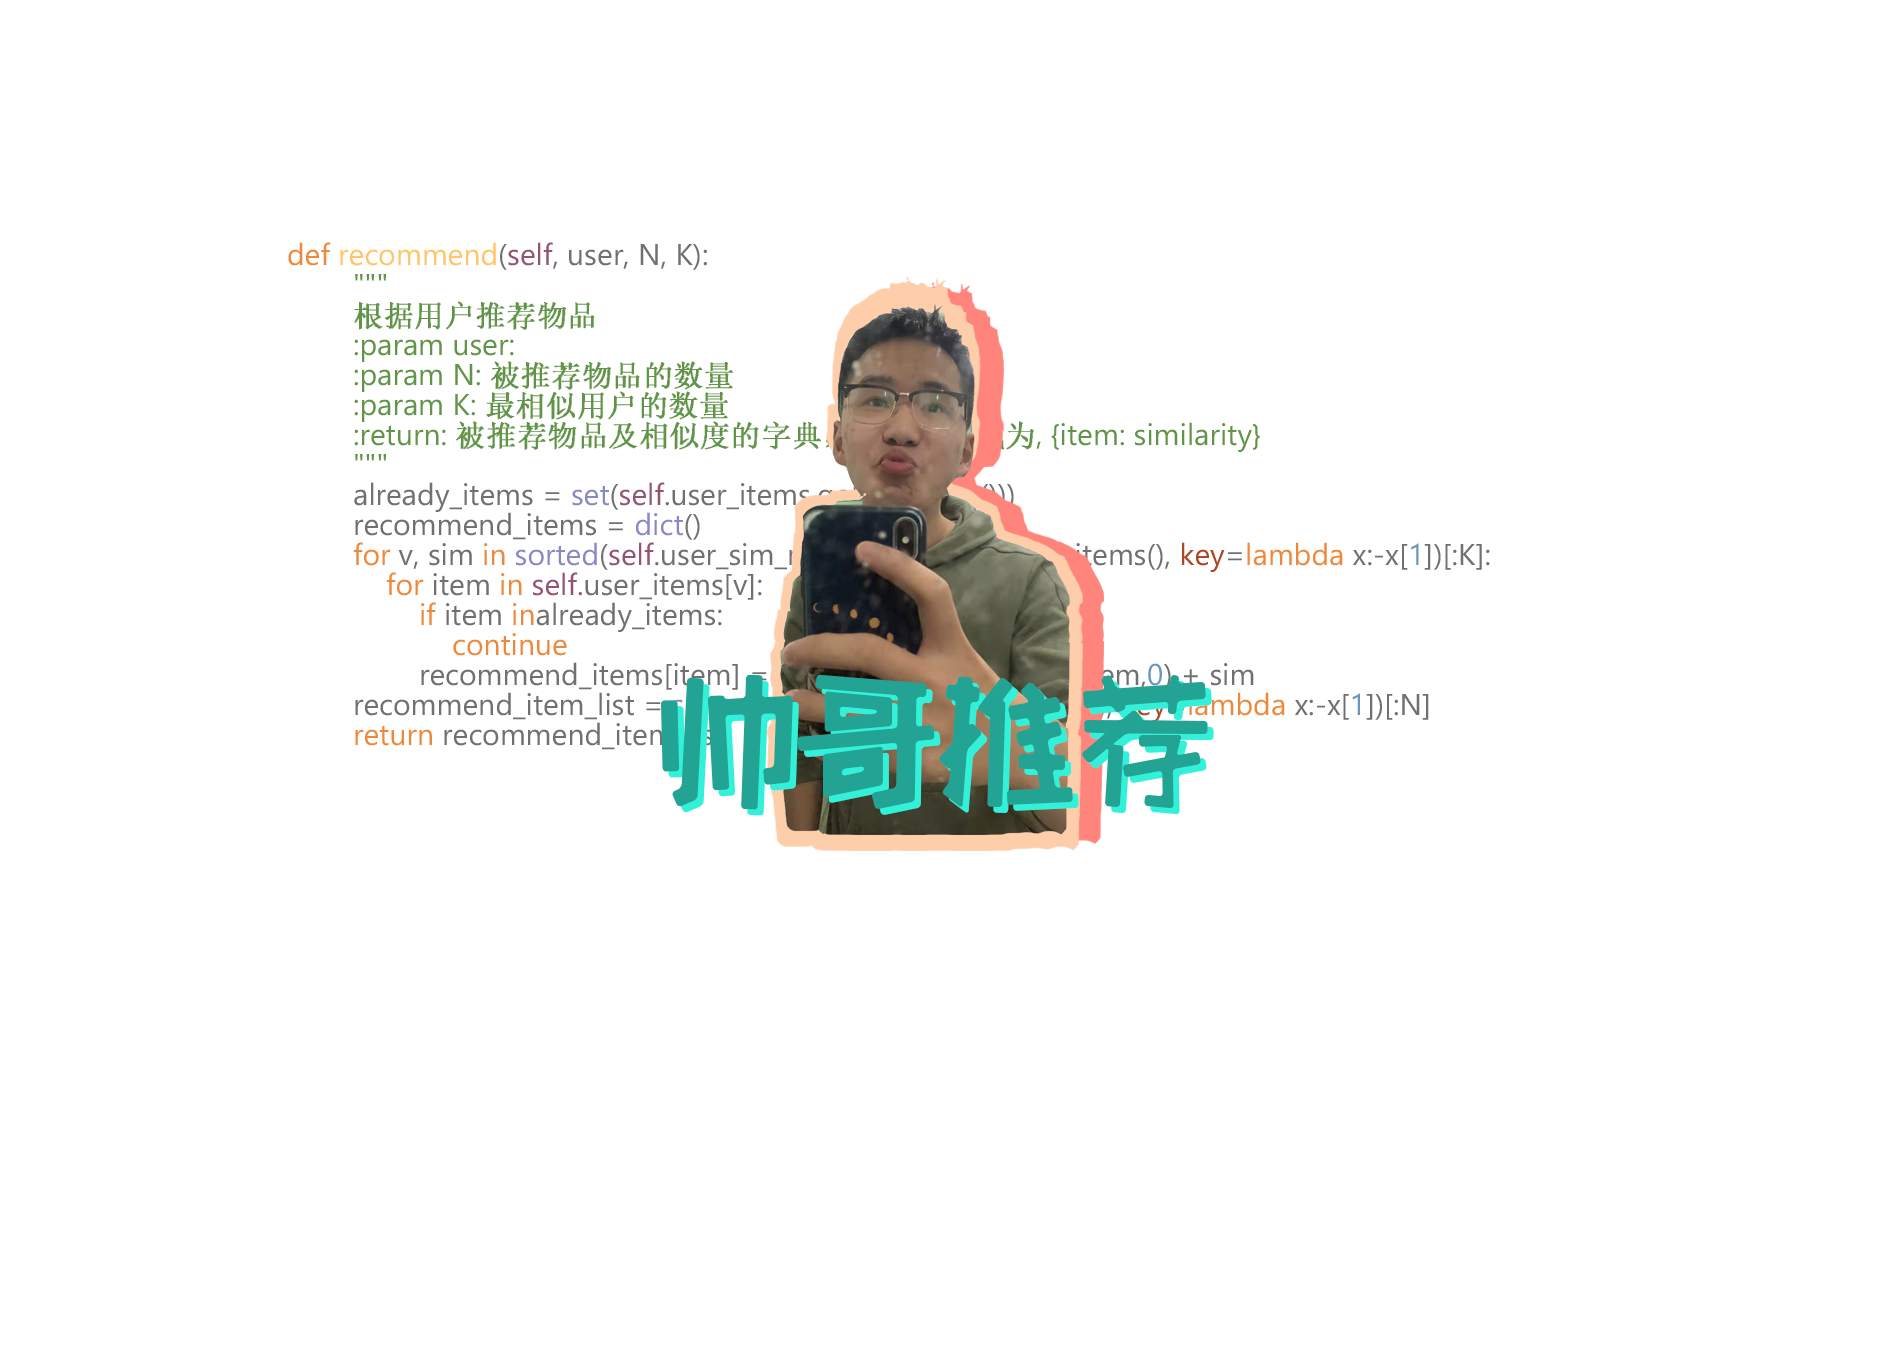 def recommend(self, user, N, K):
"""
根据用户推荐物品
:param user:
:param N: 被推荐物品的数量
:param K: 最相似用户的数量
:return: 被推荐物品及相似度的字典 为, {item: similarity}
"""
already_items = set(self.user_items ()))
recommend_items = dict()
for v, sim in sorted(self.user_sim_ items(), key=lambda x:-x[1])[:K]:
for item in self.user_items[v]:
if item inalready_items:
continue
recommend_items[item] = 0) + sim
recommend_item_list = lambda x:-x[1])[:N]
return
帅哥推荐